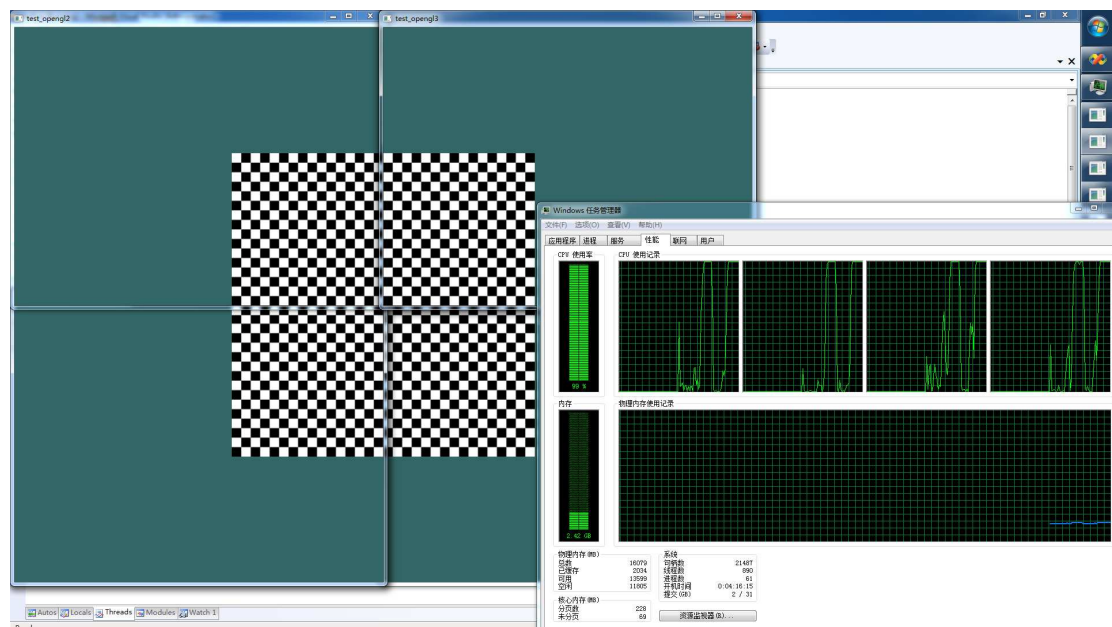 test_opengl2
test_opengl3
Windows 任务管理器
文件(F) 选项(O) 查看(V) 帮助(H)
应用程序 进程 服务 性能 联网 用户
CPU 使用率
CPU 使用记录
99 %
内存
物理内存使用记录
2.42 GB
物理内存(MB)
总数 16079
已缓存 2034
可用 13599
空闲 11805
系统
句柄数 21487
线程数 890
进程数 61
开机时间 0:04:16:15
提交(GB) 2 / 31
核心内存(MB)
分页数 228
未分页 69
资源监视器(R)...
Autos Locals Threads Modules Watch 1